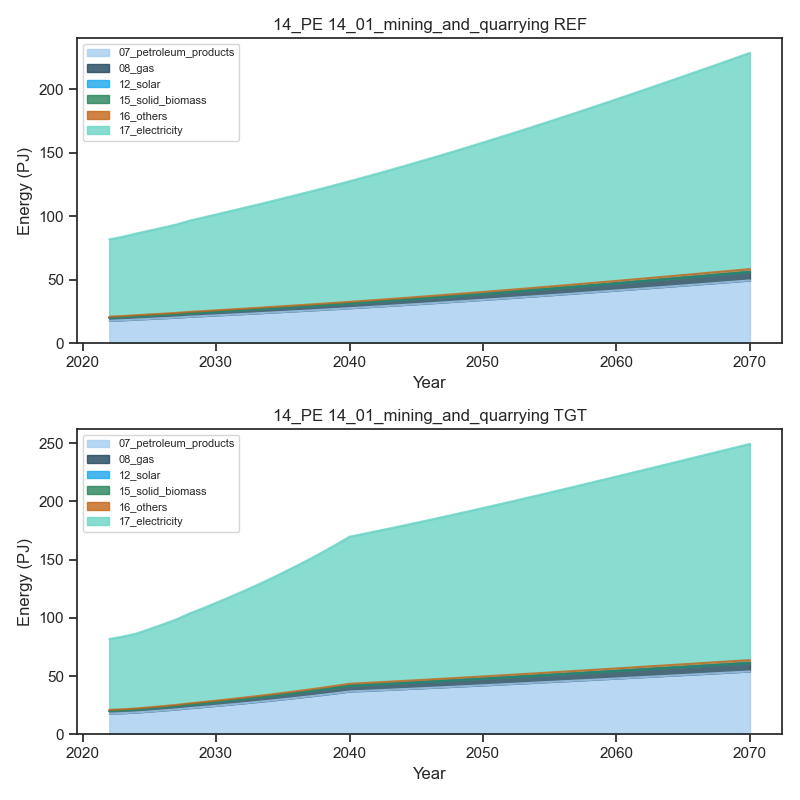 14_PE 14_01_mining_and_quarrying REF
07_petroleum_products
08_gas
12_solar
15_solid_biomass
16_others
17_electricity
Energy (PJ)
200
150
100
50
0
2020 2030 2040 2050 2060 2070
Year
14_PE 14_01_mining_and_quarrying TGT
07_petroleum_products
08_gas
12_solar
15_solid_biomass
16_others
17_electricity
Energy (PJ)
250
200
150
100
50
0
2020 2030 2040 2050 2060 2070
Year